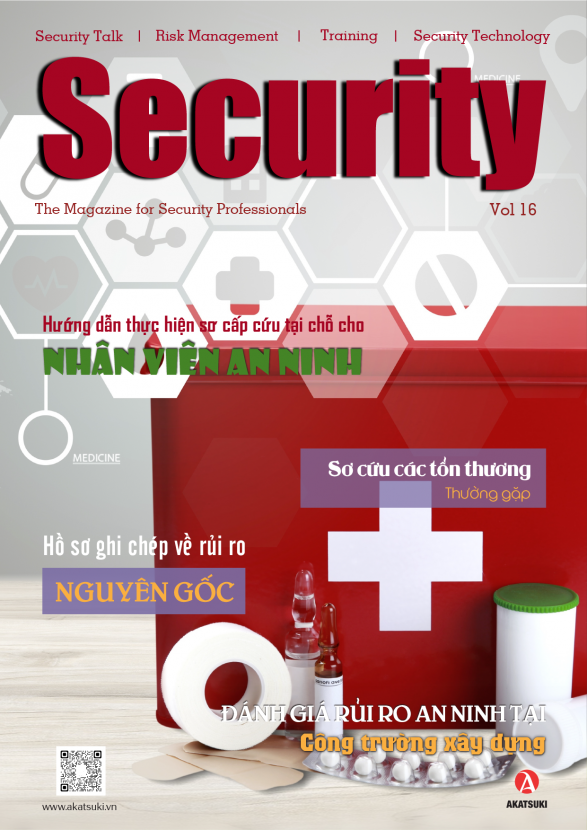 Security Talk | Risk Management | Training | Security Technology
MEDICINE
Security
The Magazine for Security Professionals Vol 16
Hướng dẫn thực hiện sơ cấp cứu tại chỗ cho
NHÂN VIÊN AN NINH
MEDICINE
Sơ cứu các tổn thương
Thường gặp
Hồ sơ ghi chép về rủi ro
NGUYÊN GỐC
ĐÁNH GIÁ RỦI RO AN NINH TẠI
Công trường xây dựng
www.akatsuki.vn
A
AKATSUKI